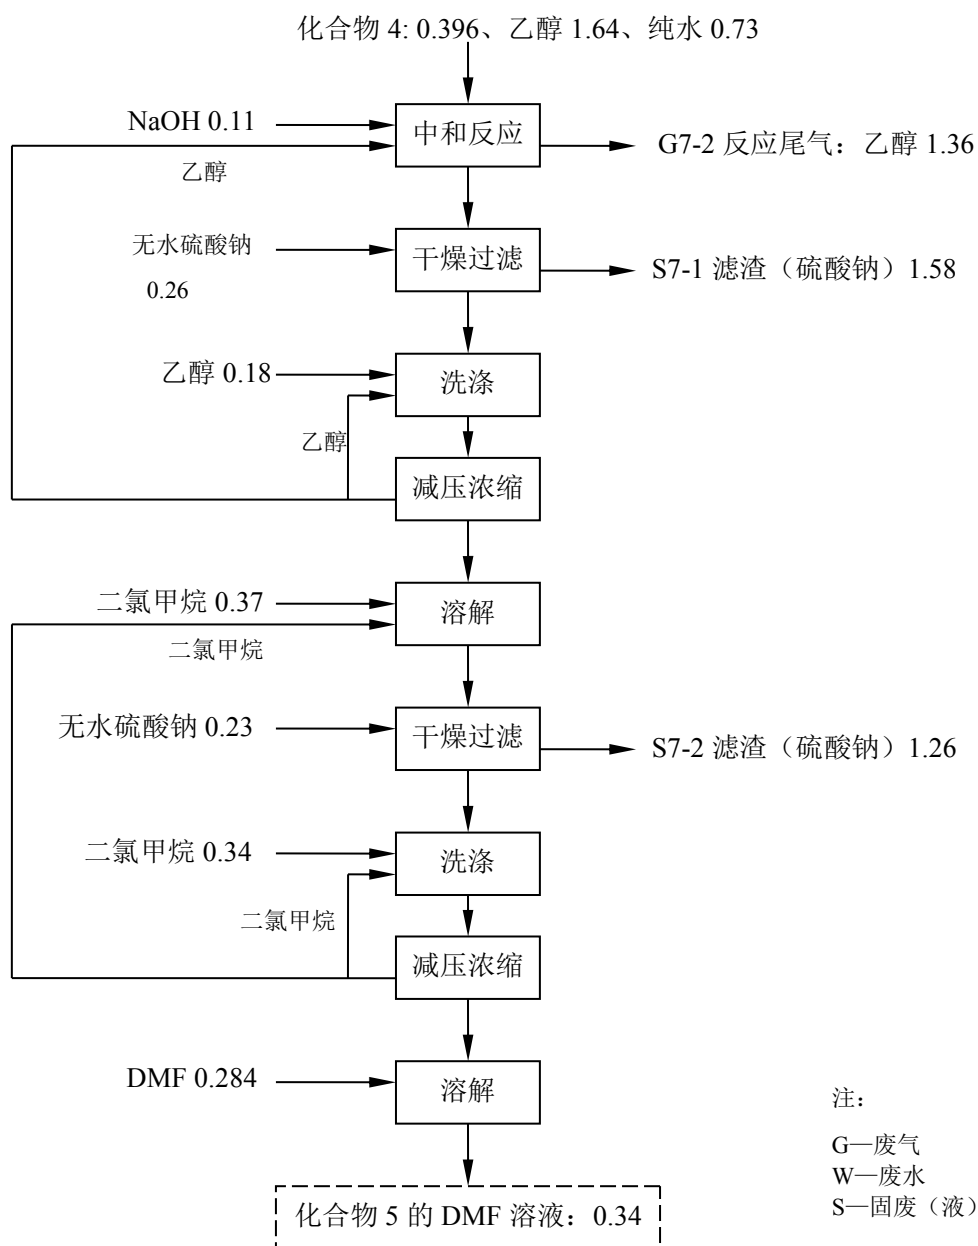 化合物 4: 0.396、乙醇 1.64、纯水 0.73
NaOH 0.11
中和反应
G7-2 反应尾气：乙醇 1.36
乙醇
无水硫酸钠
0.26
干燥过滤
S7-1 滤渣（硫酸钠）1.58
乙醇 0.18
洗涤
乙醇
减压浓缩
二氯甲烷 0.37
溶解
二氯甲烷
无水硫酸钠 0.23
干燥过滤
S7-2 滤渣（硫酸钠）1.26
二氯甲烷 0.34
洗涤
二氯甲烷
减压浓缩
DMF 0.284
溶解
注：
G—废气
W—废水
S—固废（液）
化合物 5 的 DMF 溶液：0.34